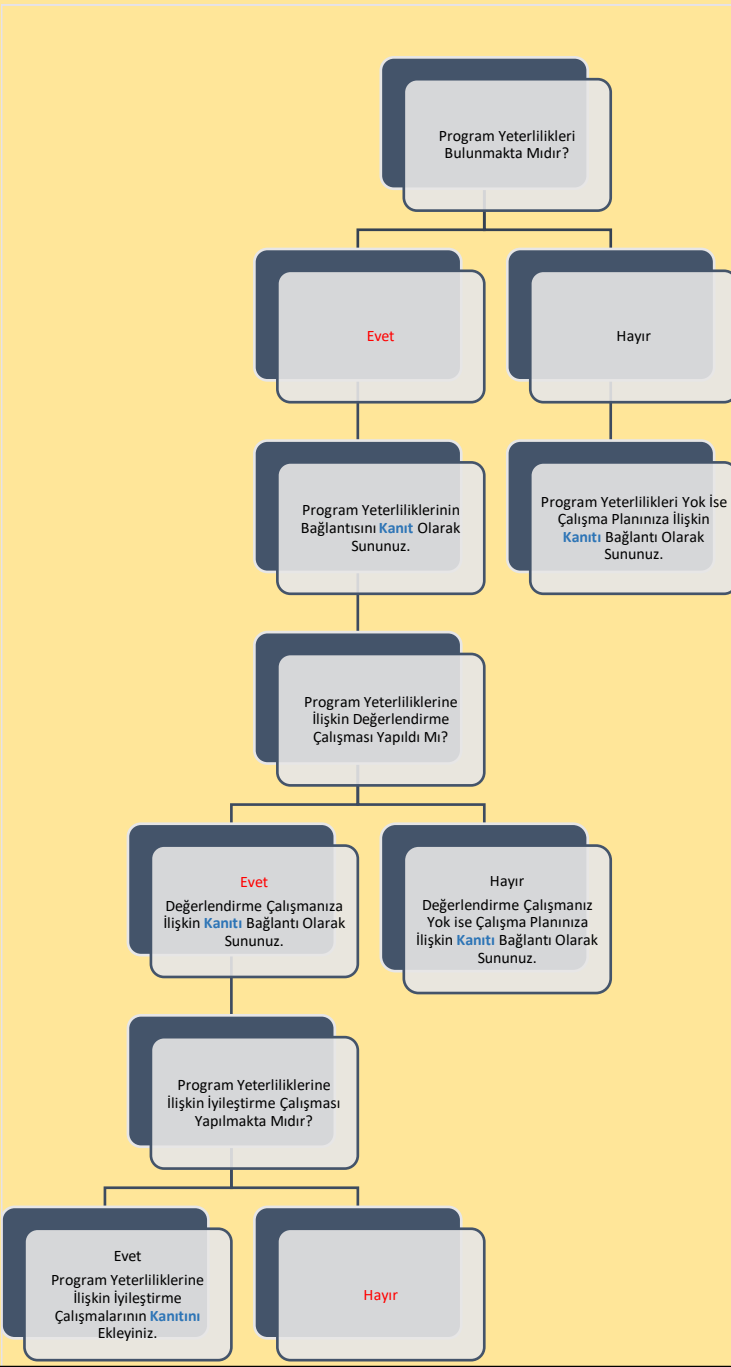 Program Yeterlilikleri
Bulunmakta Mıdır?
Evet
Hayır
Program Yeterliliklerinin
Bağlantısını Kanıt Olarak
Sununuz.
Program Yeterlilikleri Yok İse
Çalışma Planınıza İlişkin
Kanıtı Bağlantı Olarak
Sununuz.
Program Yeterliliklerine
İlişkin Değerlendirme
Çalışması Yapıldı Mı?
Evet
Değerlendirme Çalışmanıza
İlişkin Kanıtı Bağlantı Olarak
Sununuz.
Hayır
Değerlendirme Çalışmanız
Yok ise Çalışma Planınıza
İlişkin Kanıtı Bağlantı Olarak
Sununuz.
Program Yeterliliklerine
İlişkin İyileştirme Çalışması
Yapılmakta Mıdır?
Evet
Program Yeterliliklerine
İlişkin İyileştirme
Çalışmalarının Kanıtını
Ekleyiniz.
Hayır